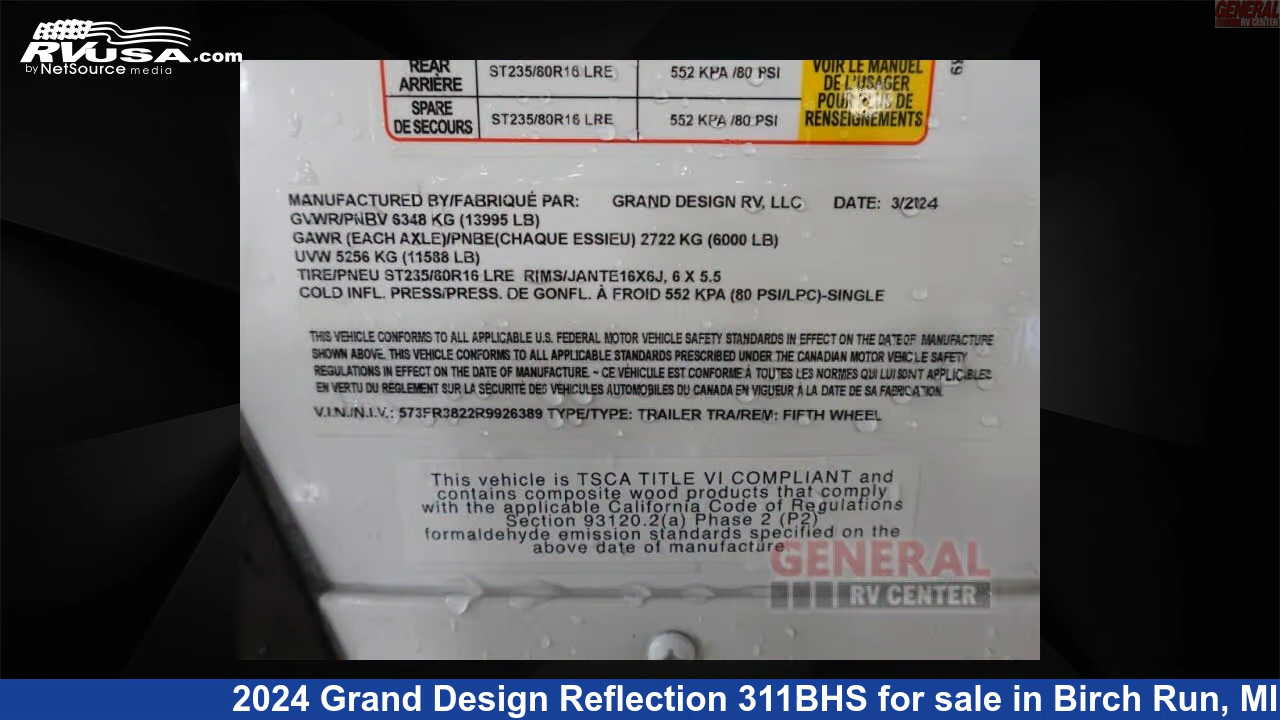 GENERAL
RV CENTER
RVUSA.com
by NetSource media
REAR
ARRIÈRE
ST235/80R16 LRE
552 KPA /80 PSI
SPARE
DE SECOURS
ST235/80R16 LRE
552 KPA /80 PSI
VOIR LE MANUEL
DE L'USAGER
POUR DE
RENSEIGNEMENTS
MANUFACTURED BY/FABRIQUÉ PAR: GRAND DESIGN RV, LLC DATE: 3/2024
GVWR/PNBV 6348 KG (13995 LB)
GAWR (EACH AXLE)/PNBE(CHAQUE ESSIEU) 2722 KG (6000 LB)
UVW 5256 KG (11588 LB)
TIRE/PNEU ST235/80R16 LRE RIMS/JANTE16X6J, 6 X 5.5
COLD INFL. PRESS/PRESS. DE GONFL. À FROID 552 KPA (80 PSI/LPC)-SINGLE
THIS VEHICLE CONFORMS TO ALL APPLICABLE U.S. FEDERAL MOTOR VEHICLE SAFETY STANDARDS IN EFFECT ON THE DATE OF MANUFACTURE
SHOWN ABOVE. THIS VEHICLE CONFORMS TO ALL APPLICABLE STANDARDS PRESCRIBED UNDER THE CANADIAN MOTOR VEHICLE SAFETY
REGULATIONS IN EFFECT ON THE DATE OF MANUFACTURE. ~ CE VÉHICULE EST CONFORME À TOUTES LES NORMES QUI LUI SONT APPLICABLES
EN VERTU DU RÉGLEMENT SUR LA SÉCURITÉ DES VÉHICULES AUTOMOBILES DU CANADA EN VIGUEUR À LA DATE DE SA FABRICATION.
V.I.N./N.I.V.: 573FR3822R9926389 TYPE/TYPE: TRAILER TRA/REM: FIFTH WHEEL
This vehicle is TSCA TITLE VI COMPLIANT and
contains composite wood products that comply
with the applicable California Code of Regulations
Section 93120.2(a) Phase 2 (P2)
formaldehyde emission standards specified on the
above date of manufacture
GENERAL
RV CENTER
2024 Grand Design Reflection 311BHS for sale in Birch Run, MI